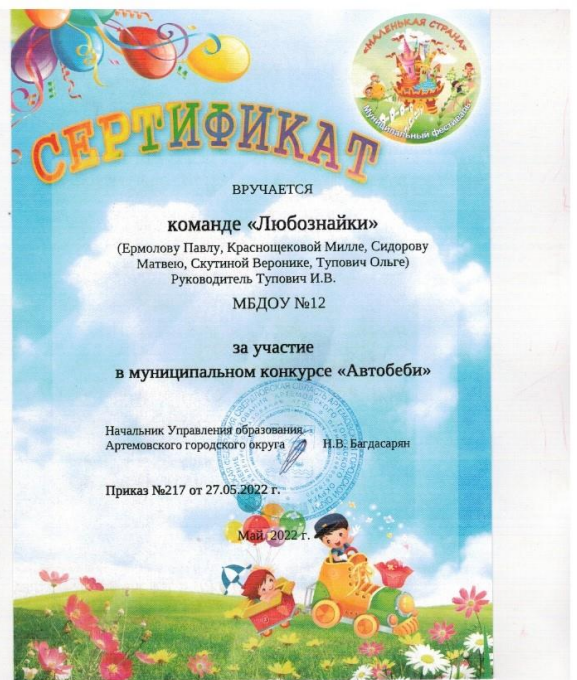 «МАЛЕНЬКАЯ СТРАНА»
Муниципальный фестиваль
СЕРТИФИКАТ
ВРУЧАЕТСЯ
команде «Любознайки»
(Ермолову Павлу, Краснощековой Милле, Сидорову
Матвею, Скутиной Веронике, Тупович Ольге)
Руководитель Тупович И.В.
МБДОУ №12
за участие
в муниципальном конкурсе «Автобеби»
Начальник Управления образования
Артемовского городского округа Н.В. Багдасарян
Приказ №217 от 27.05.2022 г.
Май, 2022 г.